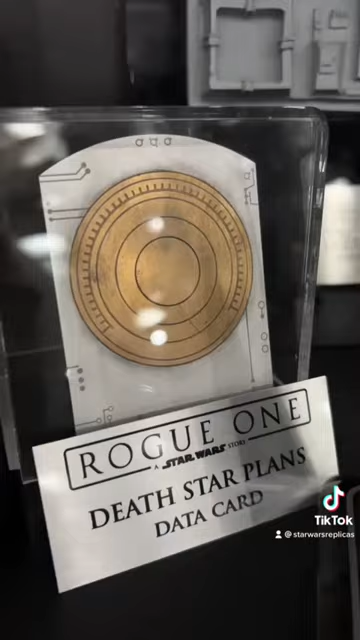 ROGUE ONE
A STAR WARS STORY
DEATH STAR PLANS
DATA CARD
TikTok
@starwarsreplicas